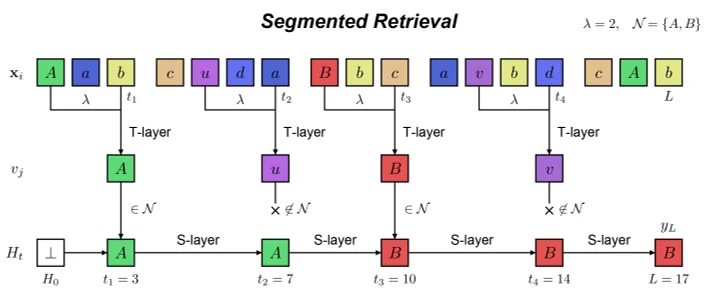 Segmented Retrieval
λ = 2, 𝒩 = {A, B}
xᵢ A a b c u d a B b c a v b d c A b
λ t₁ λ t₂ λ t₃ λ t₄ L
T-layer T-layer T-layer T-layer
vⱼ A u B v
∈ 𝒩 × ∉ 𝒩 ∈ 𝒩 × ∉ 𝒩
y_L
S-layer S-layer S-layer S-layer
Hₜ ⊥ A A B B B
H₀ t₁ = 3 t₂ = 7 t₃ = 10 t₄ = 14 L = 17